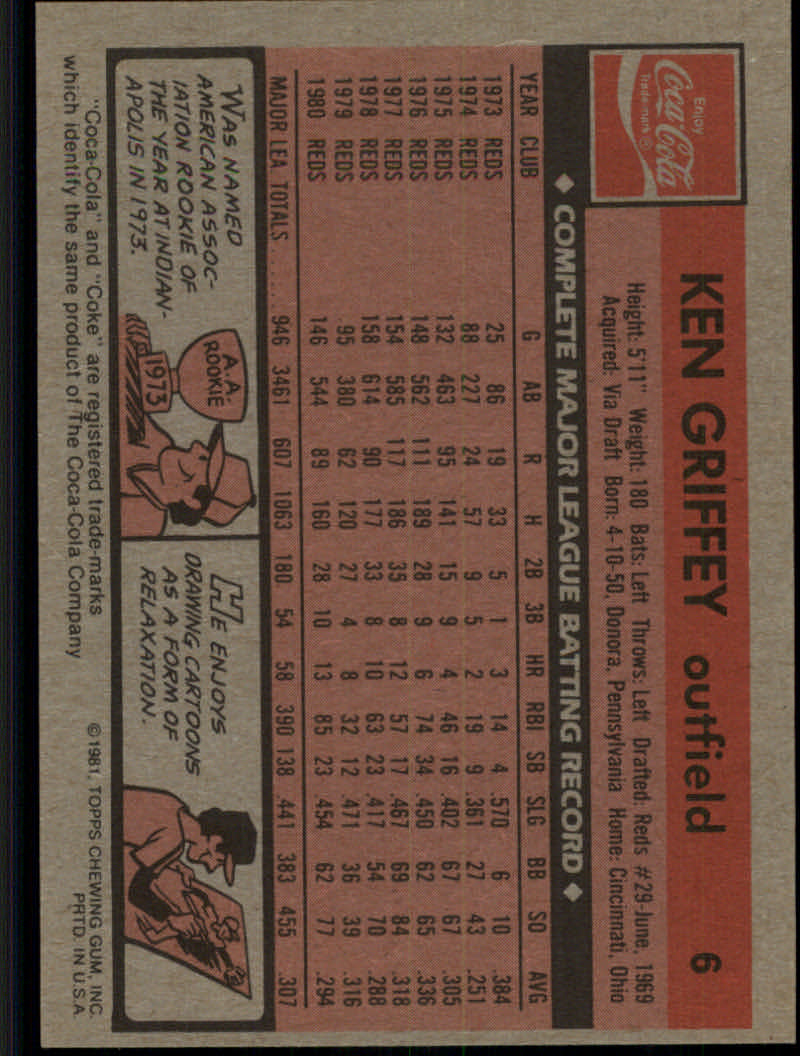 Enjoy
Coca-Cola
Trademark ®
KEN GRIFFEY outfield 6
Height: 5'11" Weight: 180 Bats: Left Throws: Left Drafted: Reds #29-June, 1969
Acquired: Via Draft Born: 4-10-50, Donora, Pennsylvania Home: Cincinnati, Ohio
◆ COMPLETE MAJOR LEAGUE BATTING RECORD ◆
YEAR CLUB G AB R H 2B 3B HR RBI SB SLG BB SO AVG
1973 REDS 25 86 19 33 5 1 3 14 4 .570 6 10 .384
1974 REDS 88 227 24 57 9 5 2 19 9 .361 27 43 .251
1975 REDS 132 463 95 141 15 9 4 46 16 .402 67 67 .305
1976 REDS 148 562 111 189 28 9 6 74 34 .450 62 65 .336
1977 REDS 154 585 117 186 35 8 12 57 17 .467 69 84 .318
1978 REDS 158 614 90 177 33 8 10 63 23 .417 54 70 .288
1979 REDS 95 380 62 120 27 4 8 32 12 .471 36 39 .316
1980 REDS 146 544 89 160 28 10 13 85 23 .454 62 77 .294
MAJOR LEA TOTALS . . . . . 946 3461 607 1063 180 54 58 390 138 .441 383 455 .307
WAS NAMED
AMERICAN ASSOC-
IATION ROOKIE OF
THE YEAR AT INDIAN-
APOLIS IN 1973.
A.A.
ROOKIE
1973
HE ENJOYS
DRAWING CARTOONS
AS A FORM OF
RELAXATION.
"Coca-Cola" and "Coke" are registered trade-marks
which identify the same product of The Coca-Cola Company
© 1981, TOPPS CHEWING GUM, INC.
PRTD. IN U.S.A